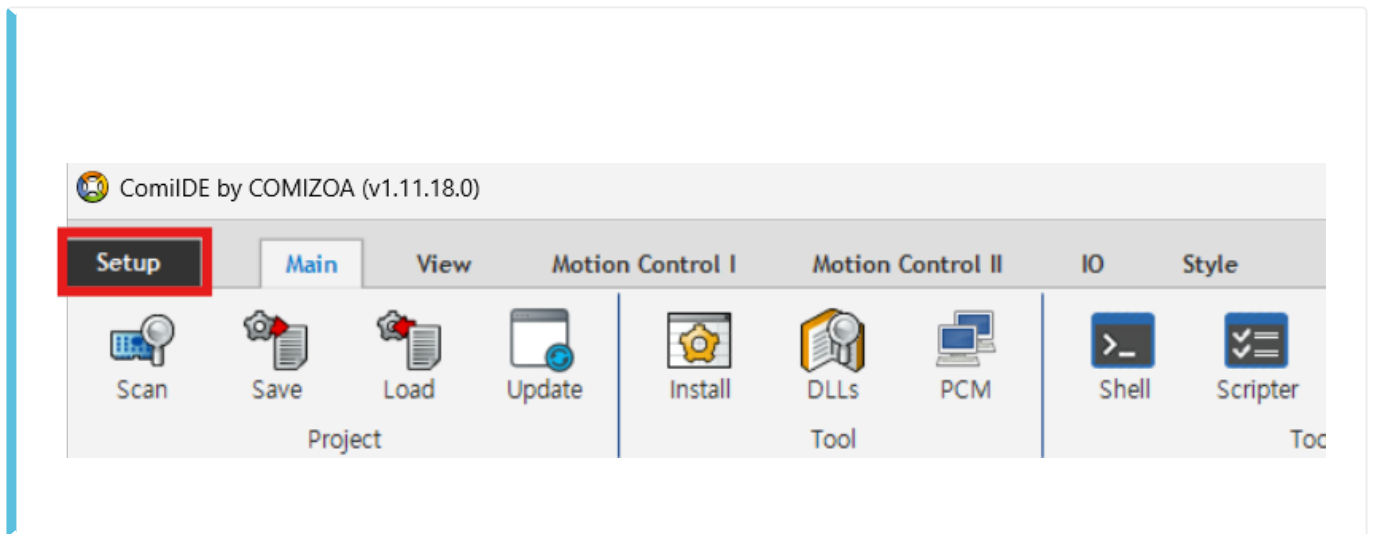 ComiIDE by COMIZOA (v1.11.18.0)
Setup Main View Motion Control I Motion Control II IO Style
Scan Save Load Update Install DLLs PCM Shell Scripter
Project Tool